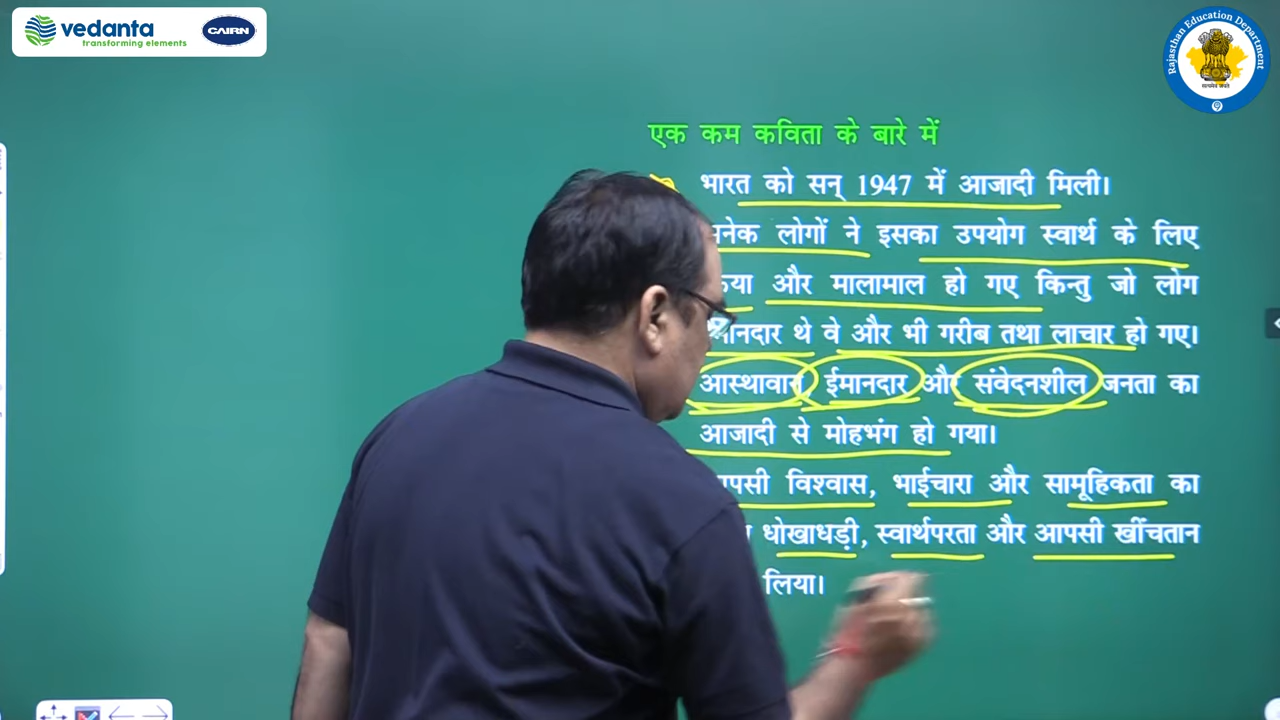 vedanta
transforming elements
CAIRN
Rajasthan Education Department
एक कम कविता के बारे में
भारत को सन् 1947 में आजादी मिली।
लोगों ने इसका उपयोग स्वार्थ के लिए
और मालामाल हो गए किन्तु जो लोग
थे वे और भी गरीब तथा लाचार हो गए।
आस्थावान ईमानदार और संवेदनशील जनता का
आजादी से मोहभंग हो गया।
विश्वास, भाईचारा और सामूहिकता का
धोखाधड़ी, स्वार्थपरता और आपसी खींचतान
लिया।